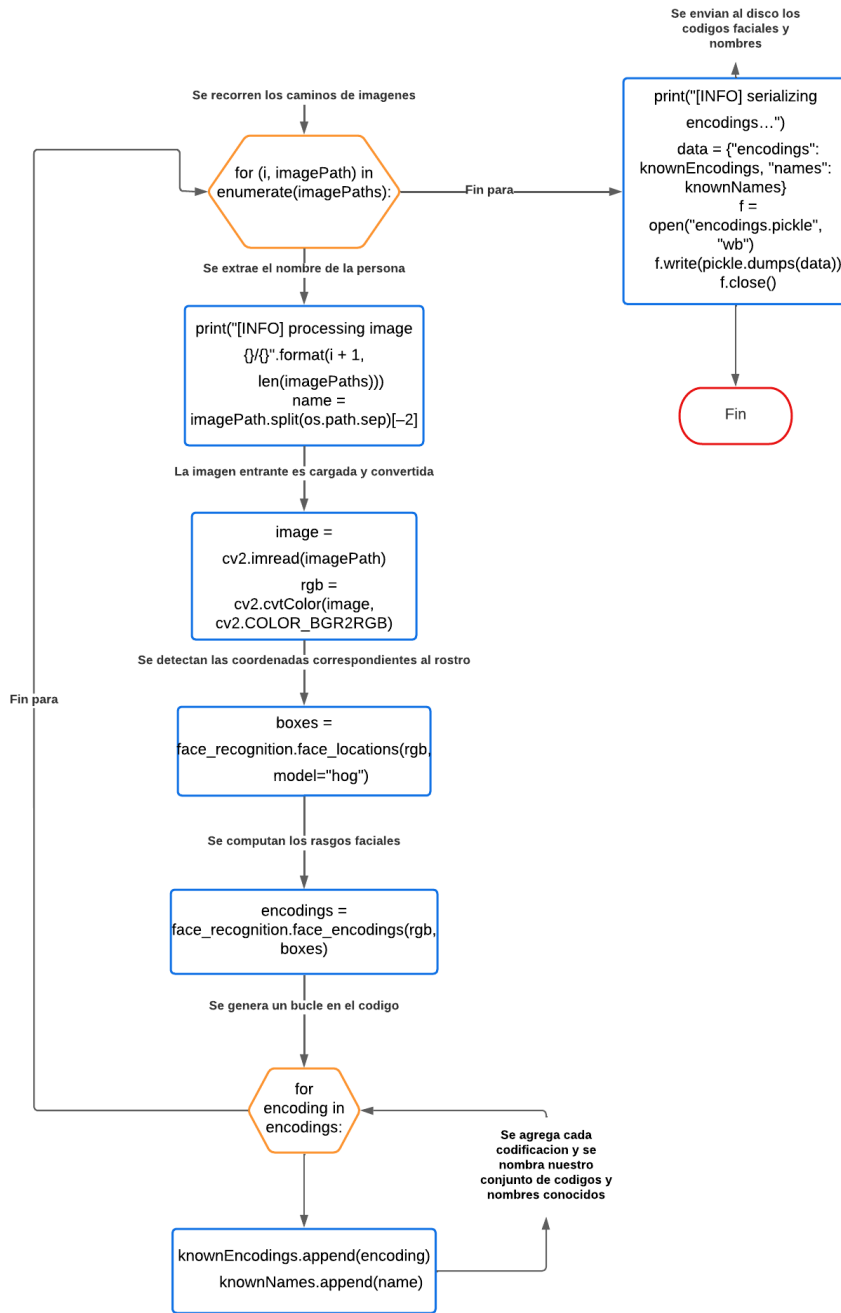 Se recorren los caminos de imagenes
for (i, imagePath) in
enumerate(imagePaths):
Fin para
Se envian al disco los
codigos faciales y
nombres
print("[INFO] serializing
encodings…")
data = {"encodings":
knownEncodings, "names":
knownNames}
f =
open("encodings.pickle",
"wb")
f.write(pickle.dumps(data))
f.close()
Fin
Se extrae el nombre de la persona
print("[INFO] processing image
{}/{}".format(i + 1,
len(imagePaths)))
name =
imagePath.split(os.path.sep)[–2]
La imagen entrante es cargada y convertida
image =
cv2.imread(imagePath)
rgb =
cv2.cvtColor(image,
cv2.COLOR_BGR2RGB)
Se detectan las coordenadas correspondientes al rostro
Fin para
boxes =
face_recognition.face_locations(rgb,
model="hog")
Se computan los rasgos faciales
encodings =
face_recognition.face_encodings(rgb,
boxes)
Se genera un bucle en el codigo
for
encoding in
encodings:
Se agrega cada
codificacion y se
nombra nuestro
conjunto de codigos y
nombres conocidos
knownEncodings.append(encoding)
knownNames.append(name)